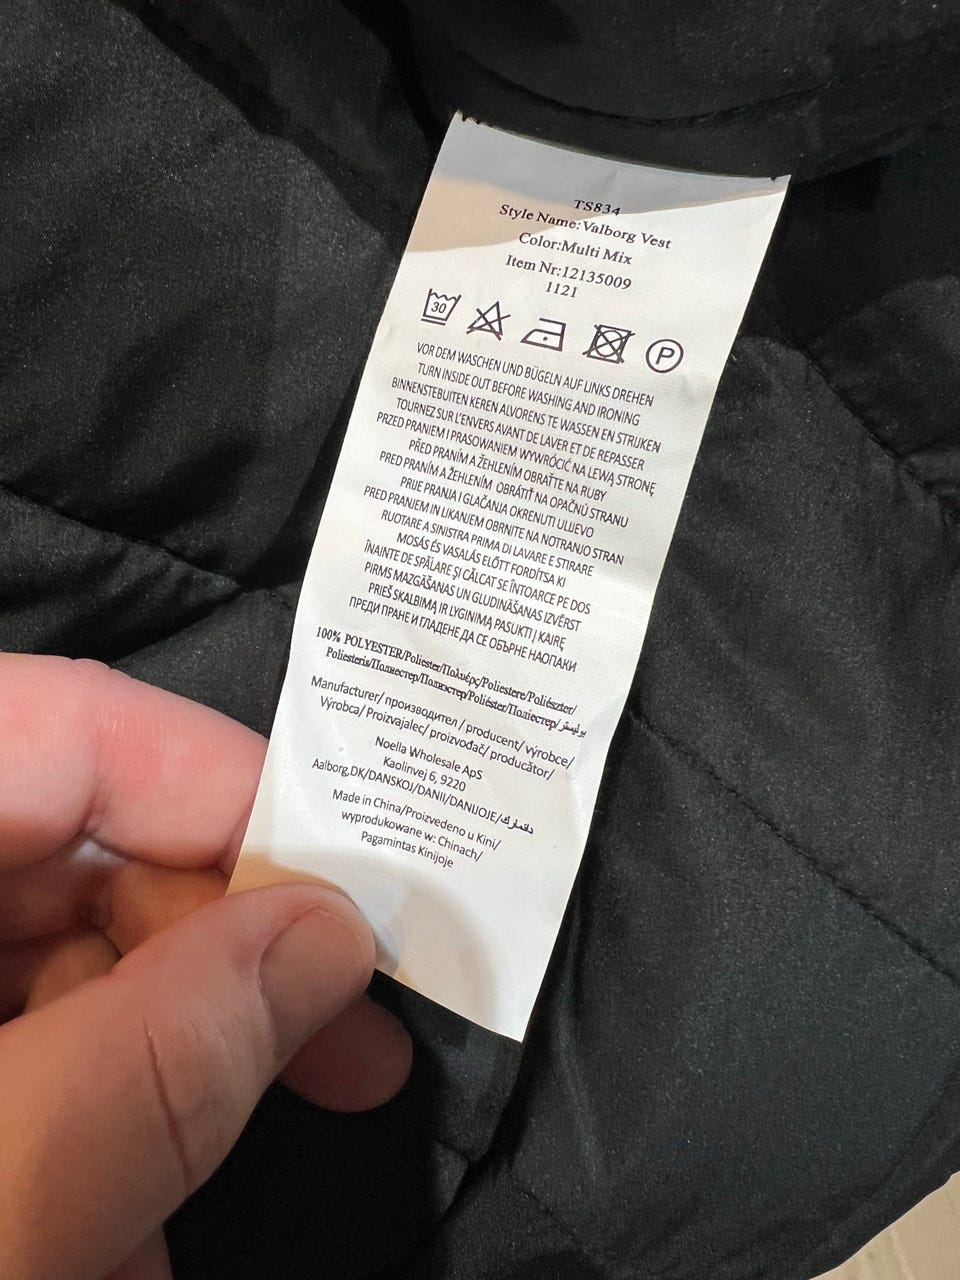 TS834
Style Name:Valborg Vest
Color:Multi Mix
Item Nr:12135009
1121
30
P
VOR DEM WASCHEN UND BÜGELN AUF LINKS DREHEN
TURN INSIDE OUT BEFORE WASHING AND IRONING
BINNENSTEBUITEN KEREN ALVORENS TE WASSEN EN STRIJKEN
TOURNEZ SUR L'ENVERS AVANT DE LAVER ET DE REPASSER
PRZED PRANIEM I PRASOWANIEM WYWRÓCIĆ NA LEWĄ STRONĘ
PŘED PRANÍM A ŽEHLENÍM OBRAŤTE NA RUBY
PRED PRANÍM A ŽEHLENÍM OBRÁTIŤ NA OPAČNÚ STRANU
PRIJE PRANJA I GLAČANJA OKRENUTI ULIJEVO
PRED PRANJEM IN LIKANJEM OBRNITE NA NOTRANJO STRAN
RUOTARE A SINISTRA PRIMA DI LAVARE E STIRARE
MOSÁS ÉS VASALÁS ELŐTT FORDÍTSA KI
ÎNAINTE DE SPĂLARE ȘI CĂLCAT SE ÎNTOARCE PE DOS
PIRMS MAZGĀŠANAS UN GLUDINĀŠANAS IZVĒRST
PRIEŠ SKALBIMĄ IR LYGINIMĄ PASUKTI Į KAIRĘ
ПРЕДИ ПРАНЕ И ГЛАДЕНЕ ДА СЕ ОБЪРНЕ НАОПАКИ
100% POLYESTER/Poliester/Πολυέρς/Poliestere/Poliészter/
Poliesteris/Полиестер/Полиэстер/Poliéster/Поліестер/بوليستر
Manufacturer/ производител / producent/ výrobce/
Výrobca/ Proizvajalec/ proizvođač/ producător/
Noella Wholesale ApS
Kaolinvej 6, 9220
Aalborg,DK/DANSKOJ/DANII/DANIJOJE/دانمارك
Made in China/Proizvedeno u Kini/
wyprodukowane w: Chinach/
Pagamintas Kinijoje